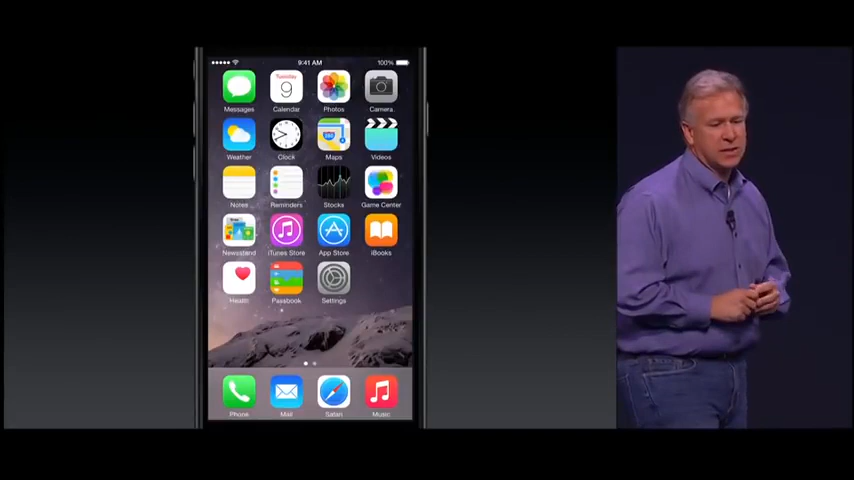 9:41 AM 100%
Tuesday
9
Messages Calendar Photos Camera
280
Weather Clock Maps Videos
Notes Reminders Stocks Game Center
Newsstand iTunes Store App Store iBooks
Health Passbook Settings
Phone Mail Safari Music